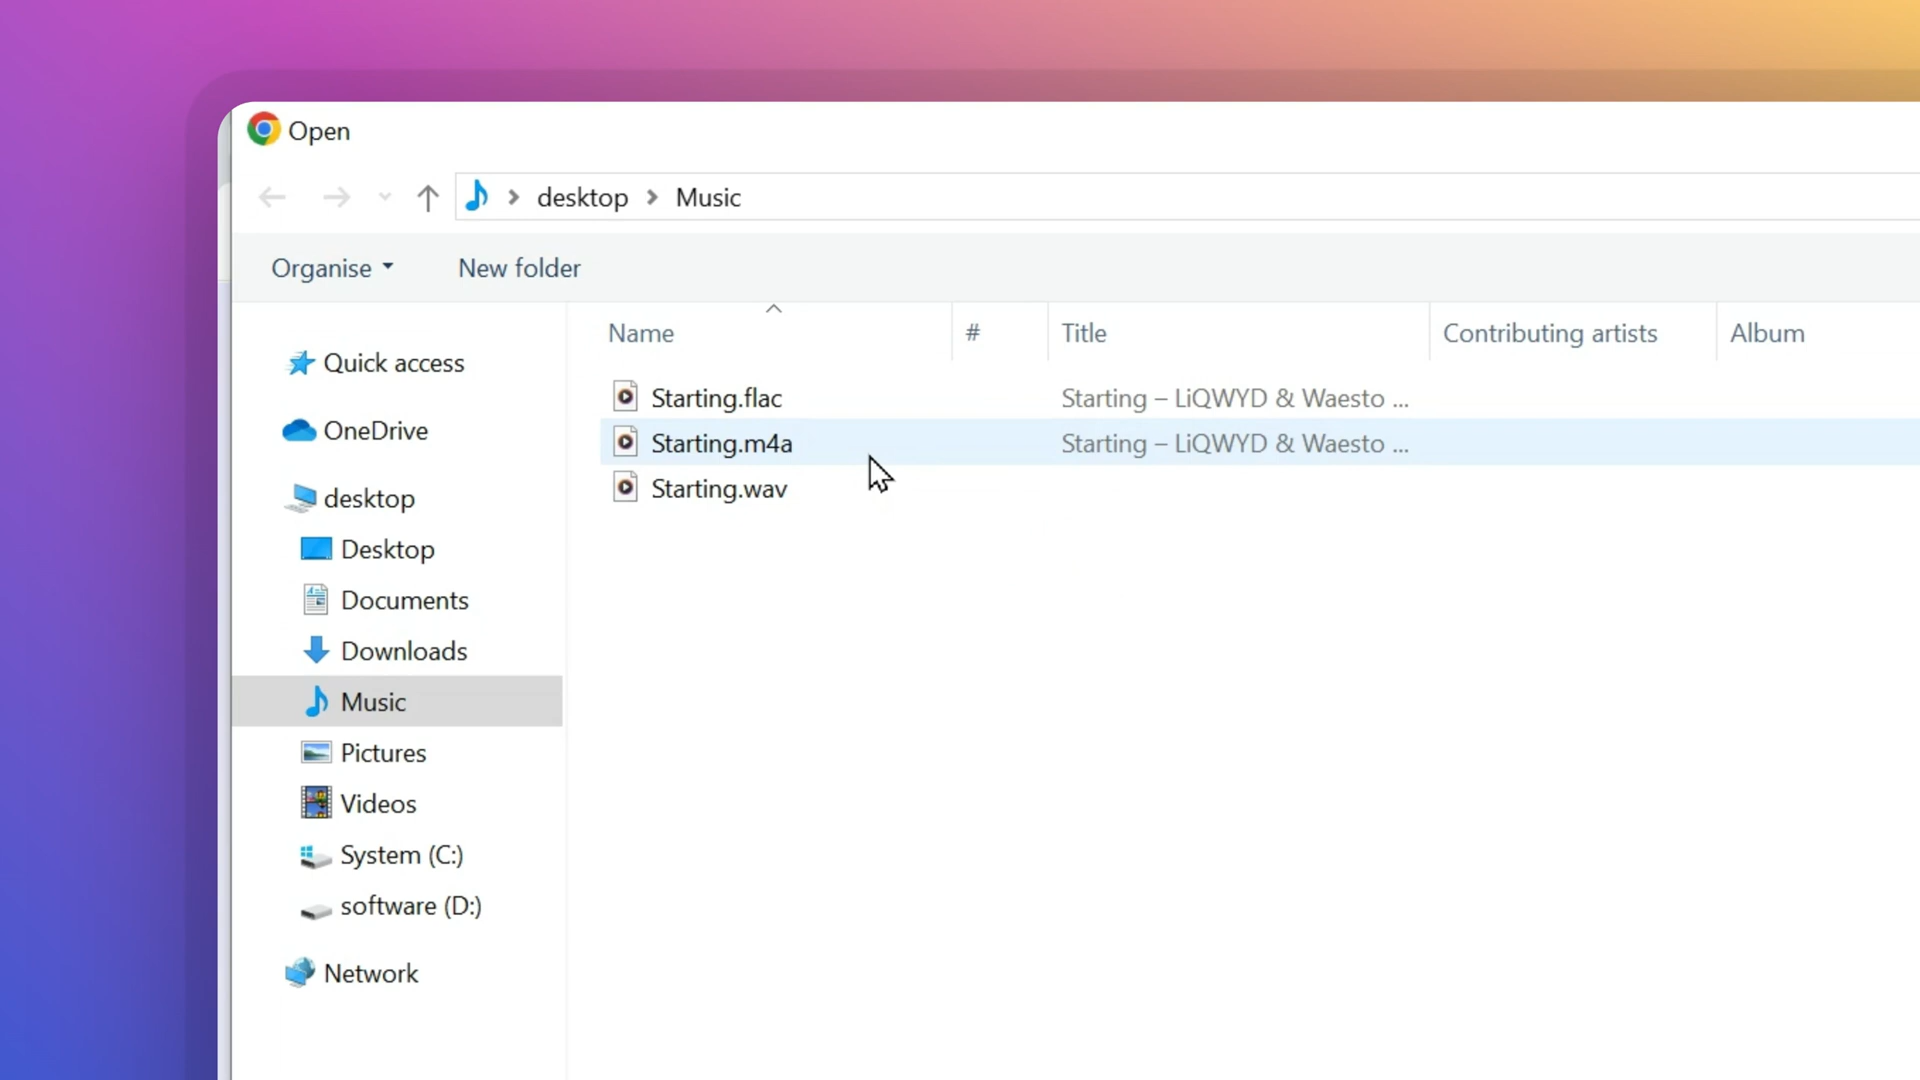 Open
desktop > Music
Organise
New folder
Name
#
Title
Contributing artists
Album
Quick access
OneDrive
desktop
Desktop
Documents
Downloads
Music
Pictures
Videos
System (C:)
software (D:)
Network
Starting.flac
Starting – LiQWYD & Waesto ...
Starting.m4a
Starting – LiQWYD & Waesto ...
Starting.wav